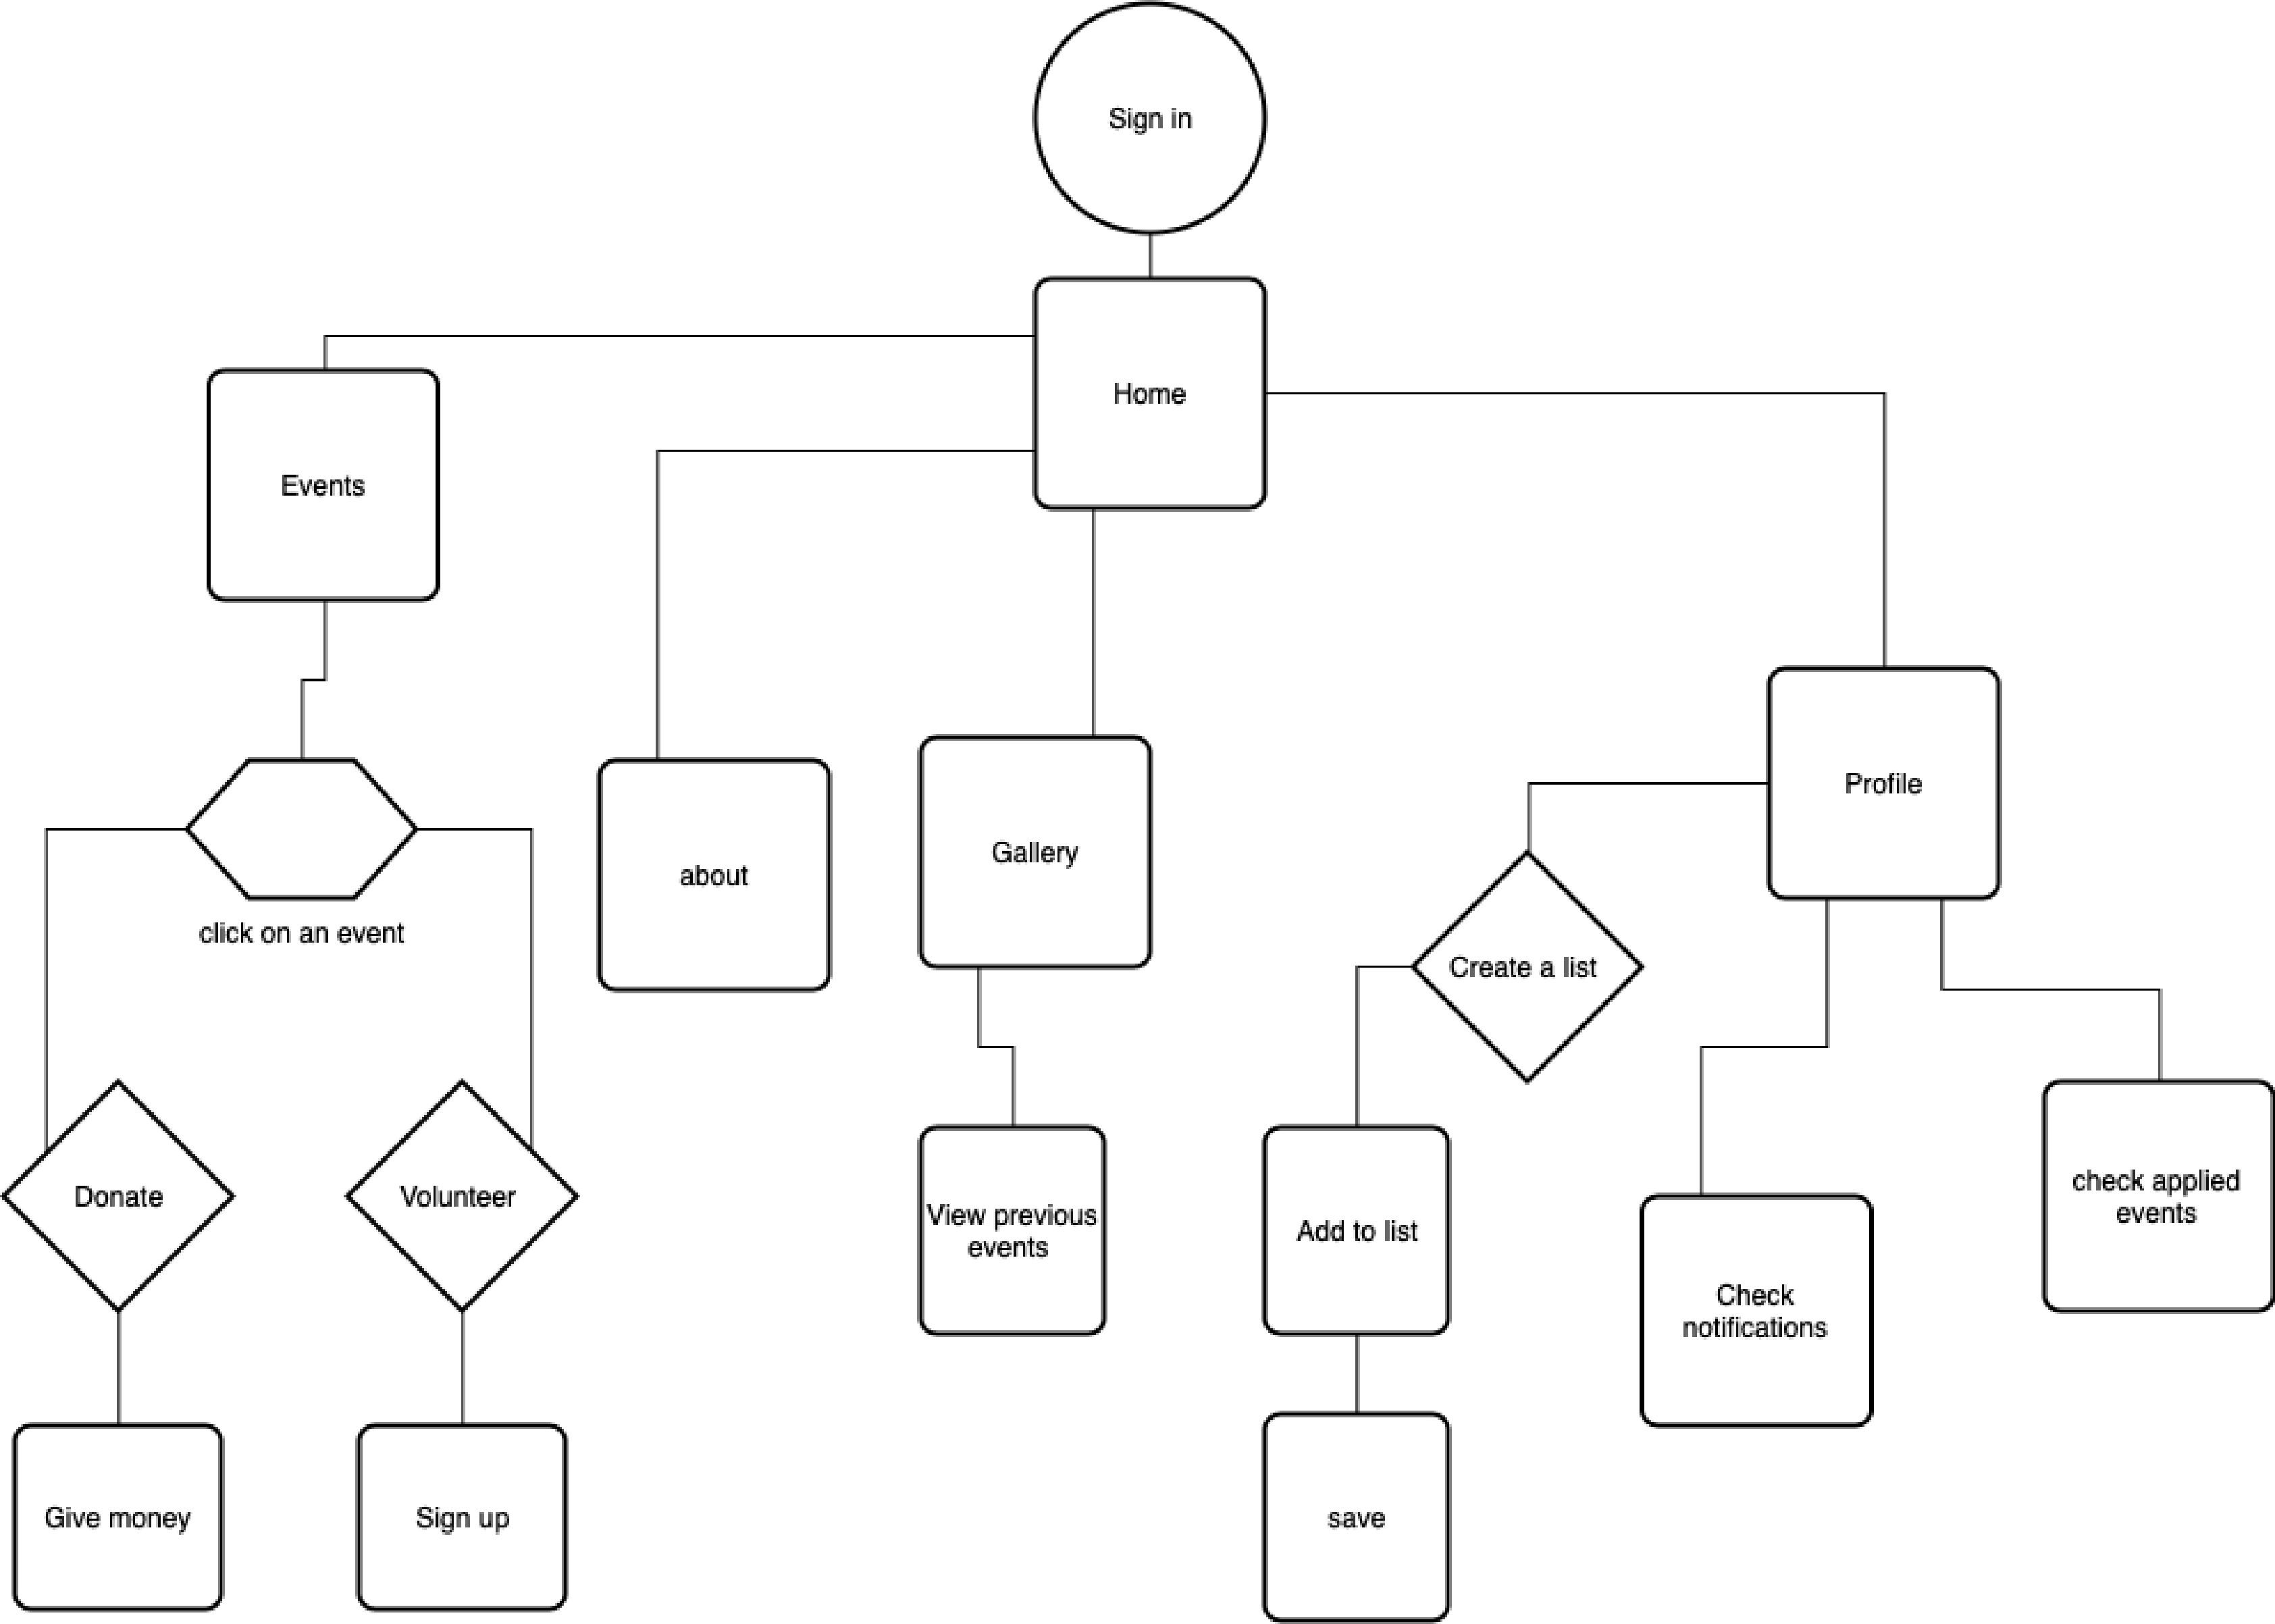 Sign in
Home
Events
Profile
Gallery
about
click on an event
Create a list
Donate
Volunteer
View previous
events
Add to list
check applied
events
Check
notifications
Give money
Sign up
save